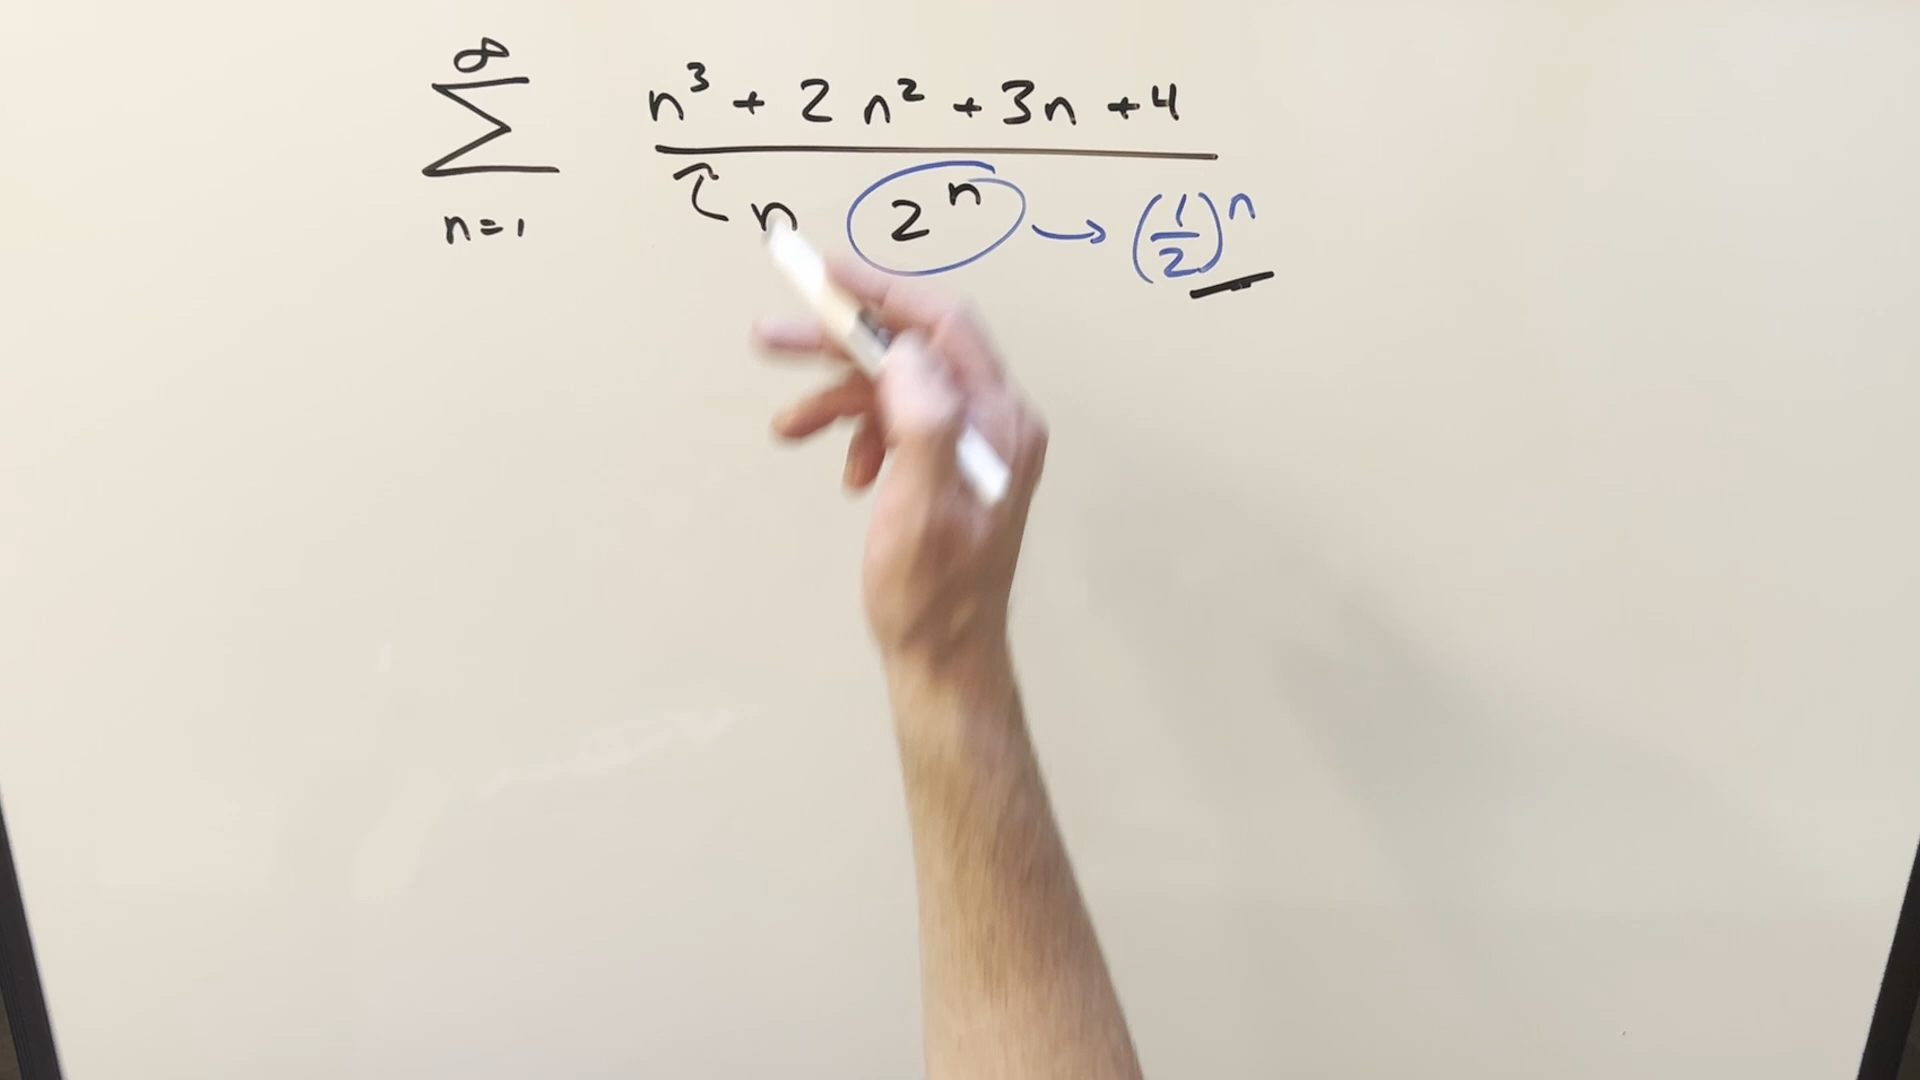 ∞
∑ n³ + 2n² + 3n + 4
n 2ⁿ → (1/2)ⁿ
n=1